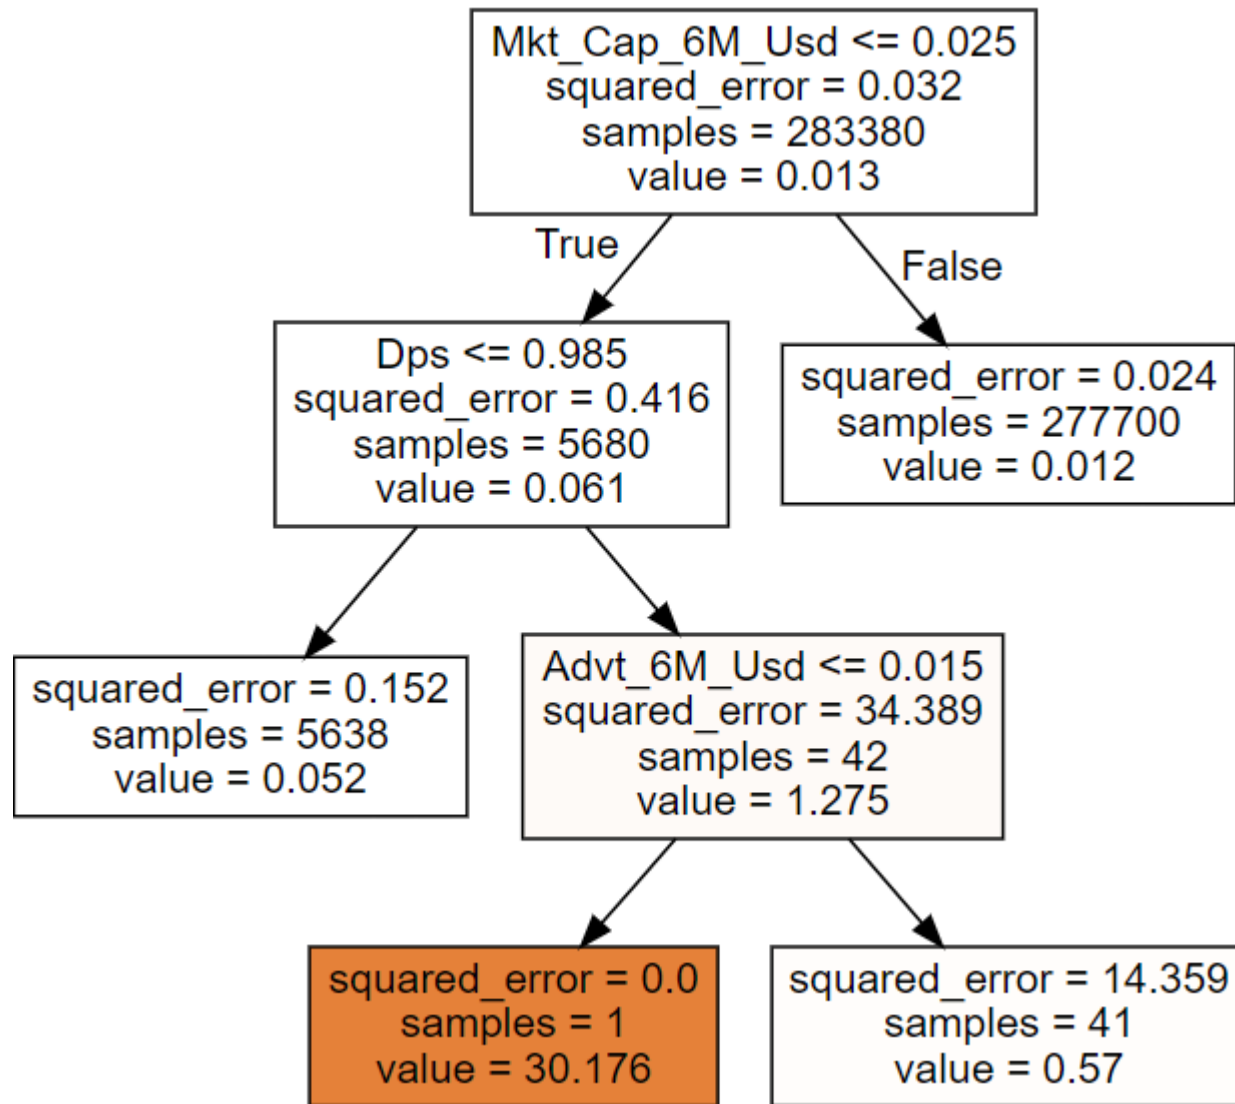 Mkt_Cap_6M_Usd <= 0.025
squared_error = 0.032
samples = 283380
value = 0.013
True
False
Dps <= 0.985
squared_error = 0.416
samples = 5680
value = 0.061
squared_error = 0.024
samples = 277700
value = 0.012
squared_error = 0.152
samples = 5638
value = 0.052
Advt_6M_Usd <= 0.015
squared_error = 34.389
samples = 42
value = 1.275
squared_error = 0.0
samples = 1
value = 30.176
squared_error = 14.359
samples = 41
value = 0.57